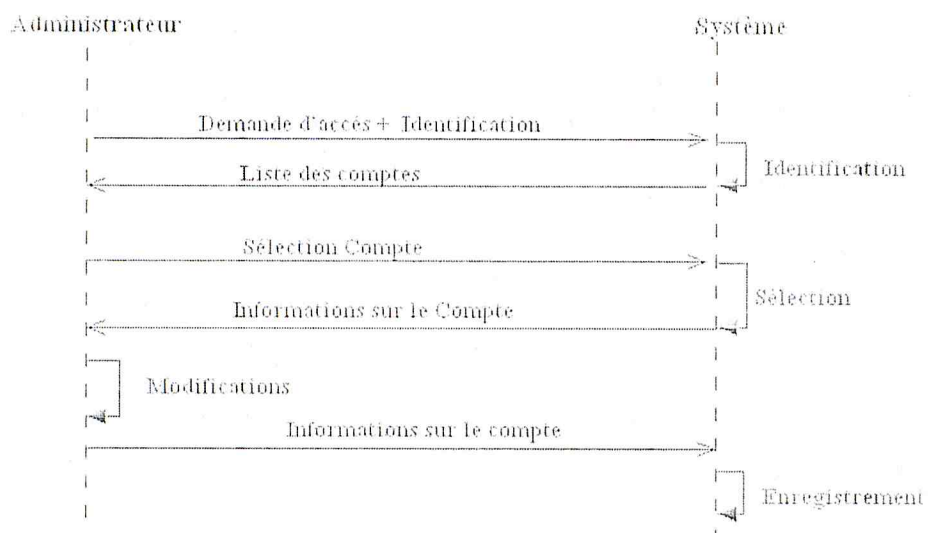 Administrateur
Système
Demande d'accés + Identification
Identification
Liste des comptes
Sélection Compte
Sélection
Informations sur le Compte
Modifications
Informations sur le compte
Enregistrement